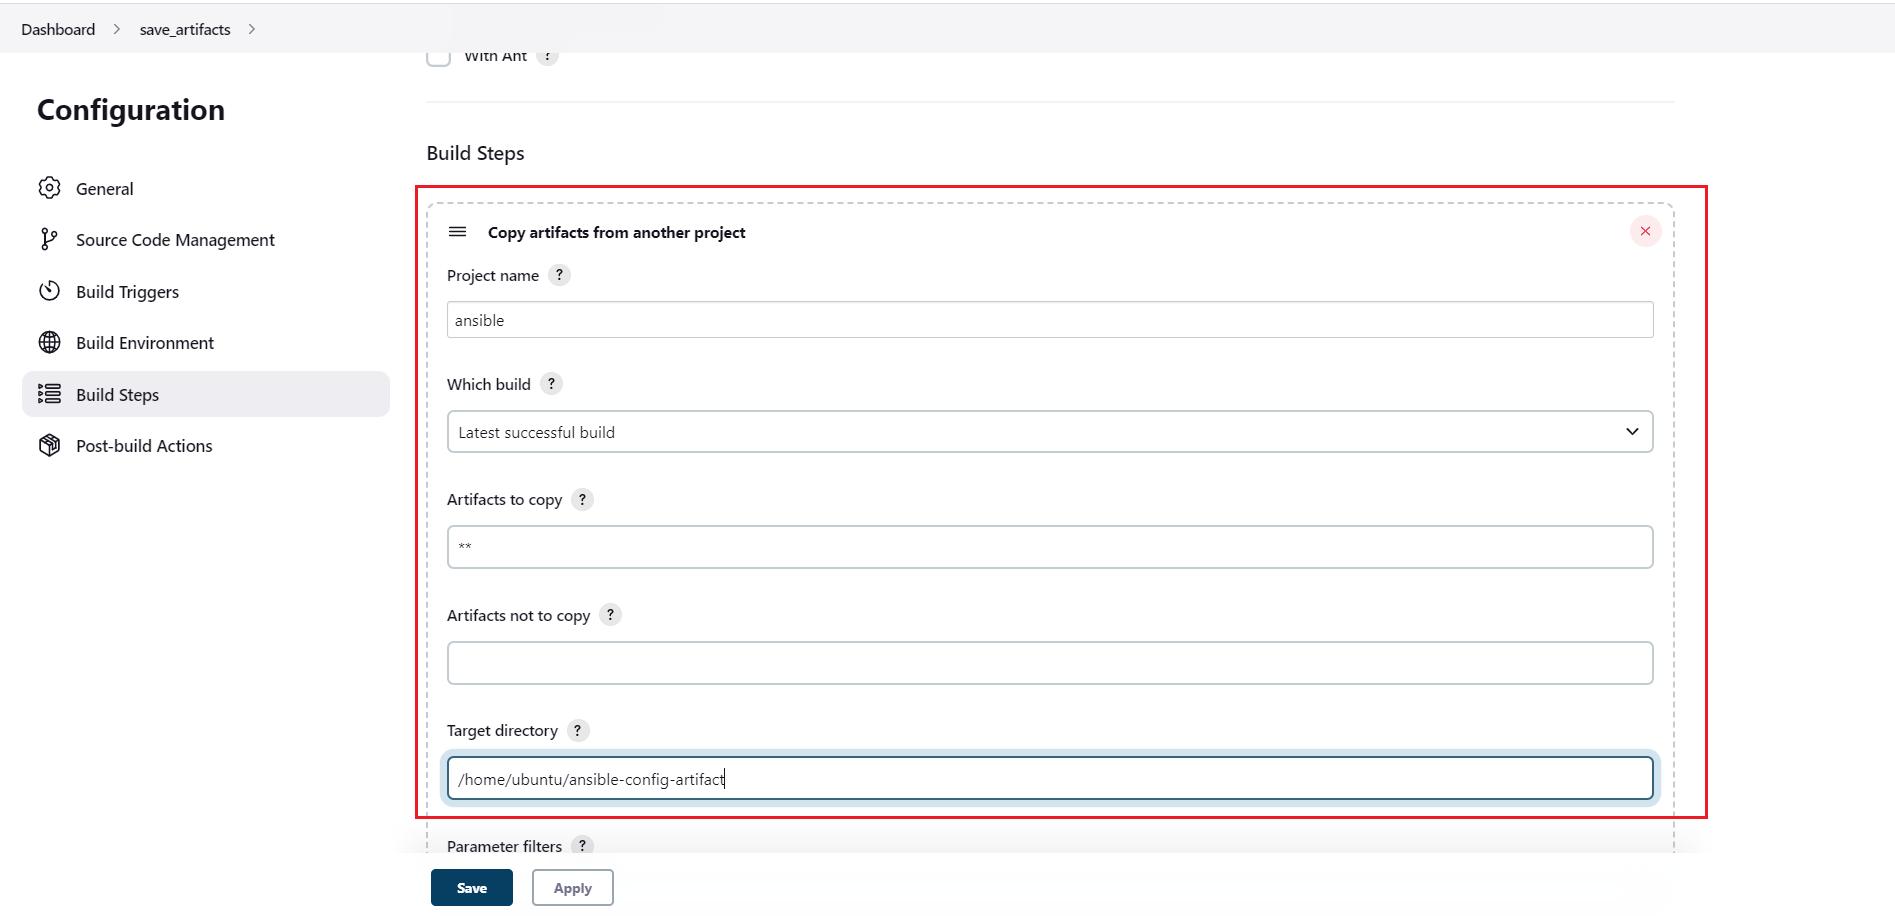 Dashboard > save_artifacts >
With Ant ?
Configuration
General
Source Code Management
Build Triggers
Build Environment
Build Steps
Post-build Actions
Build Steps
Copy artifacts from another project
Project name ?
ansible
Which build ?
Latest successful build
Artifacts to copy ?
**
Artifacts not to copy ?
Target directory ?
/home/ubuntu/ansible-config-artifact
Parameter filters ?
Save Apply